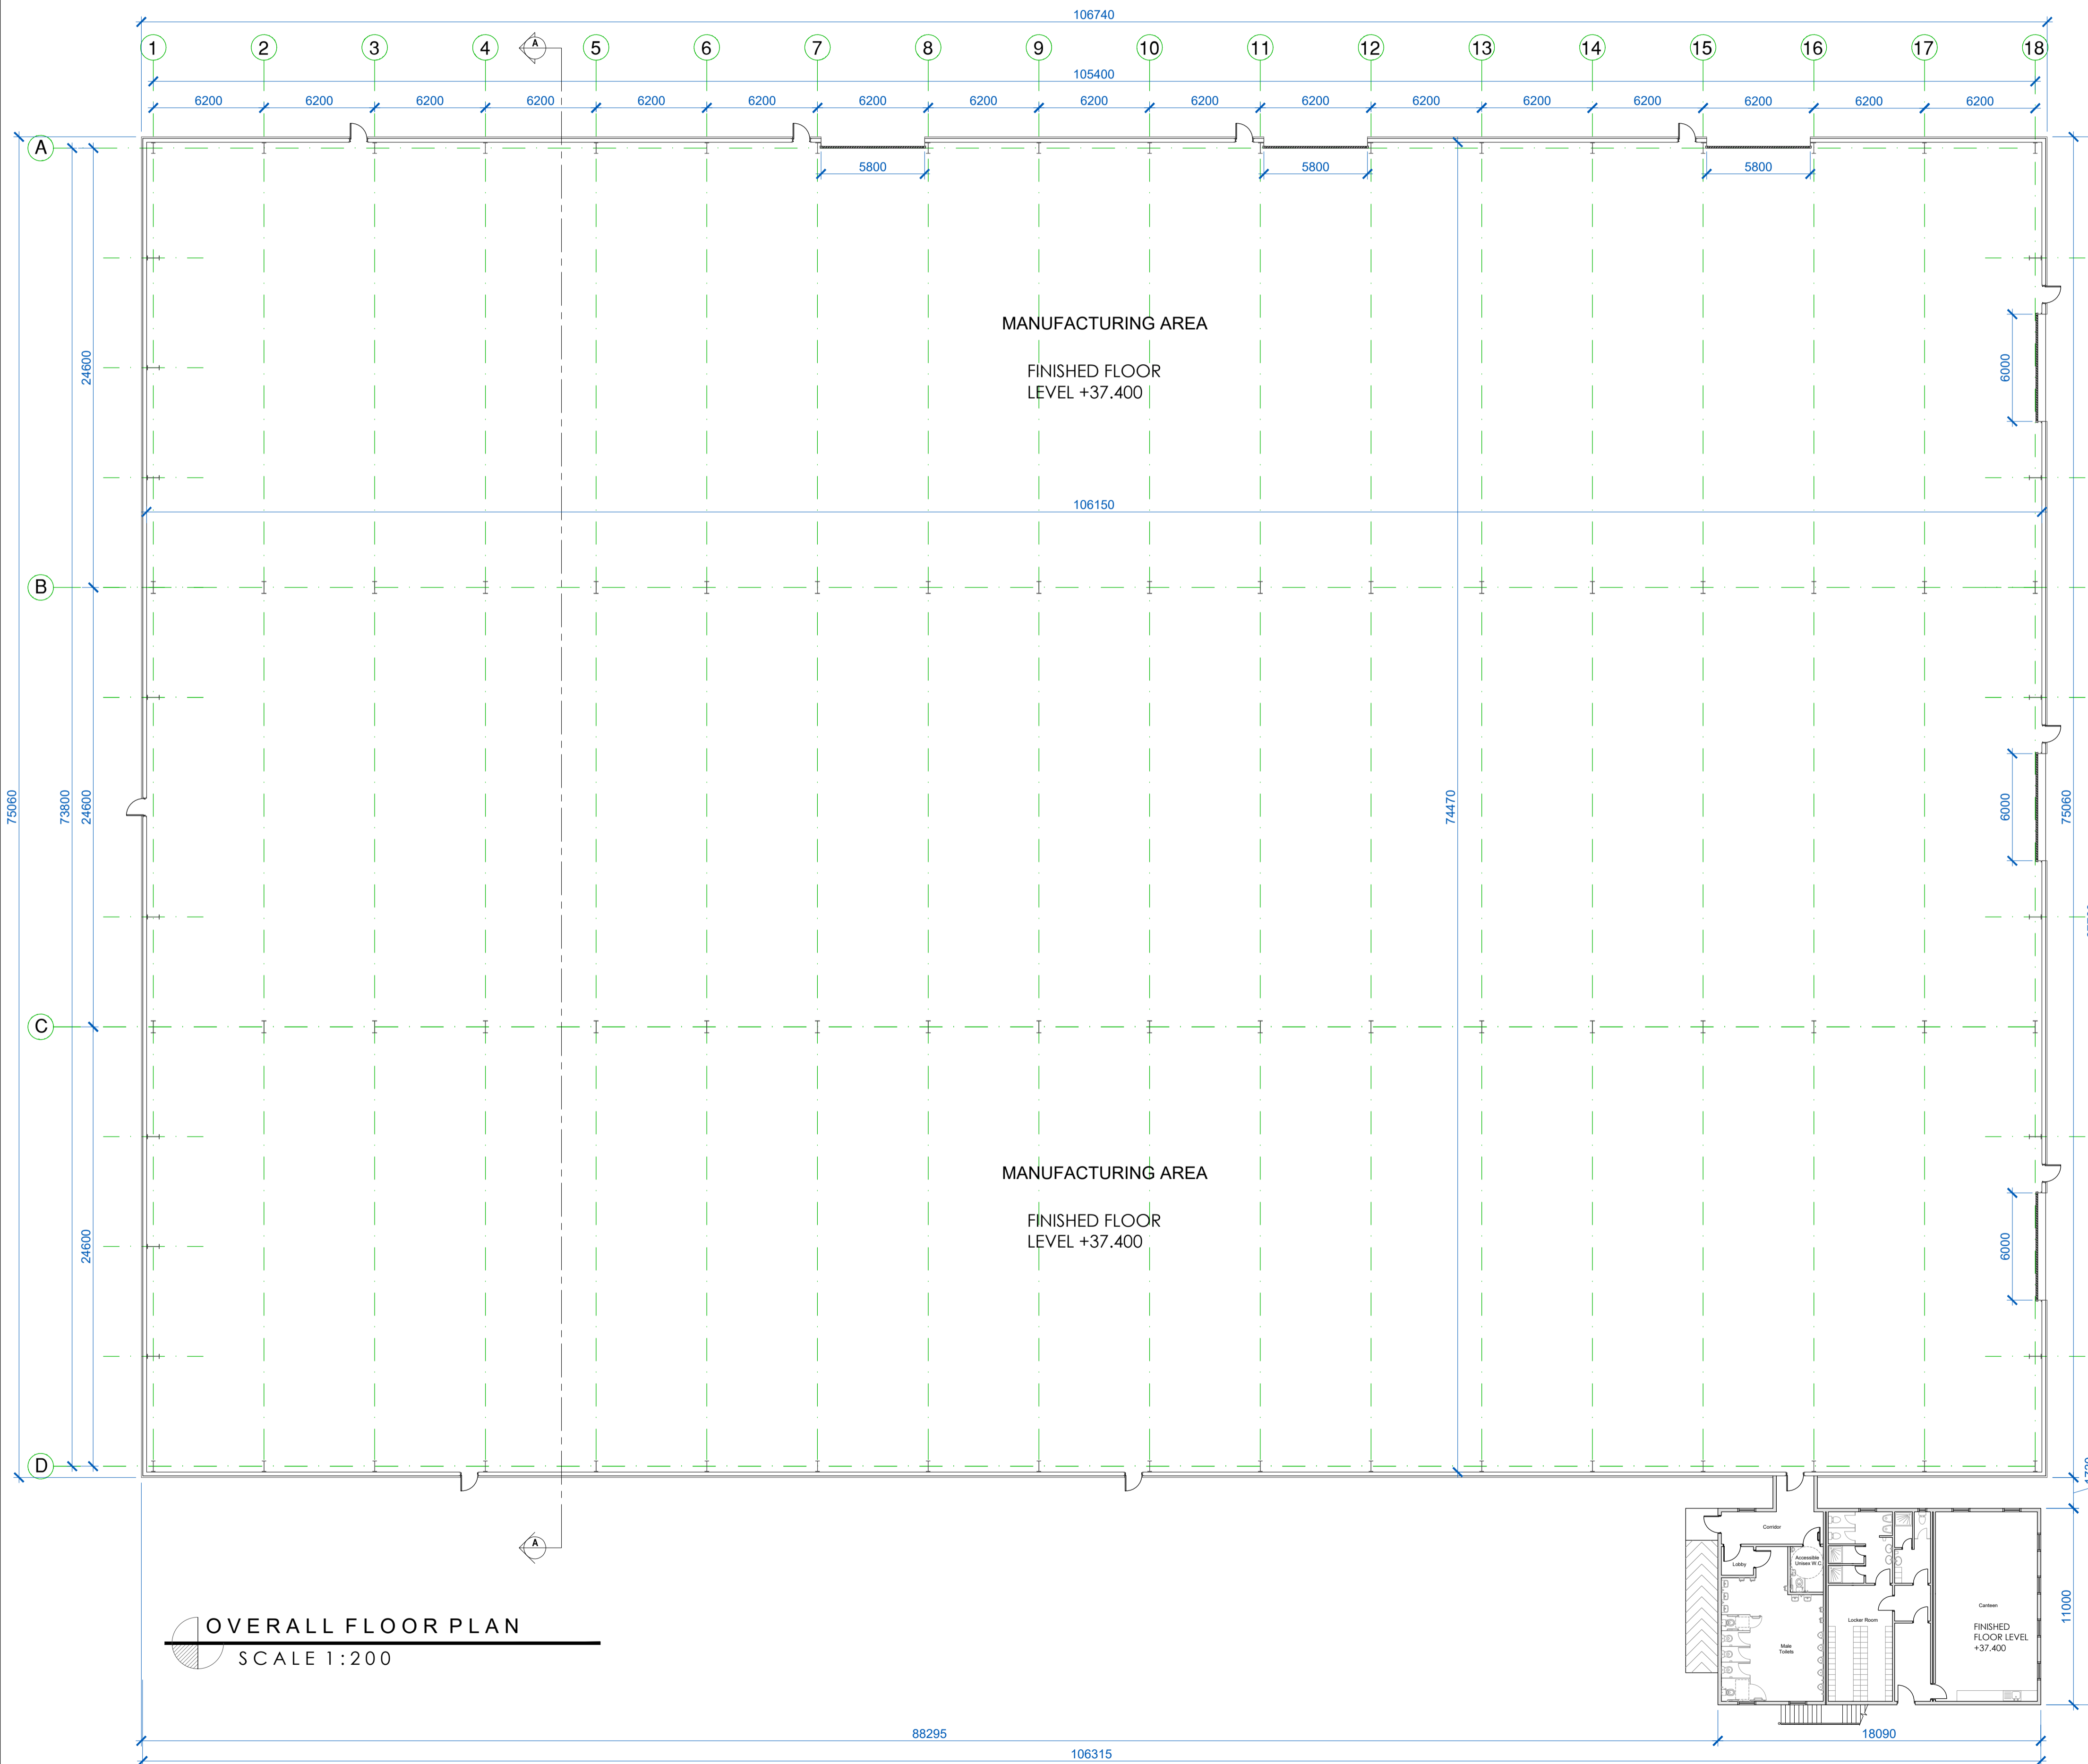 106740
1 2 3 4 A 5 6 7 8 9 10 11 12 13 14 15 16 17 18
105400
6200 6200 6200 6200 6200 6200 6200 6200 6200 6200 6200 6200 6200 6200 6200 6200 6200
A
5800 5800 5800
MANUFACTURING AREA
24600
FINISHED FLOOR
LEVEL +37.400
6000
106150
B
75060
73800
24600
74470
6000
75060
C
MANUFACTURING AREA
FINISHED FLOOR
LEVEL +37.400
24600
6000
D
A
Corridor
Lobby
Accessible
Unisex W.C
Canteen
11000
Locker Room
OVERALL FLOOR PLAN
FINISHED
FLOOR LEVEL
+37.400
Male
Toilets
SCALE 1:200
88295
18090
106315